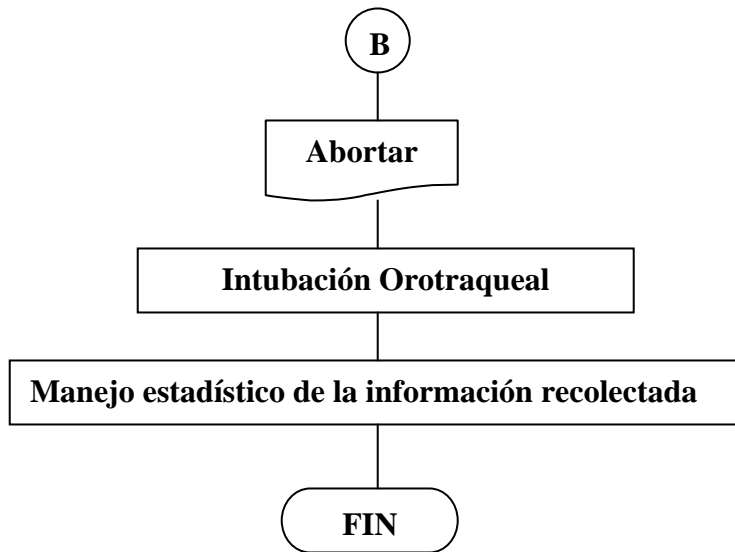 B
Abortar
Intubación Orotraqueal
Manejo estadístico de la información recolectada
FIN